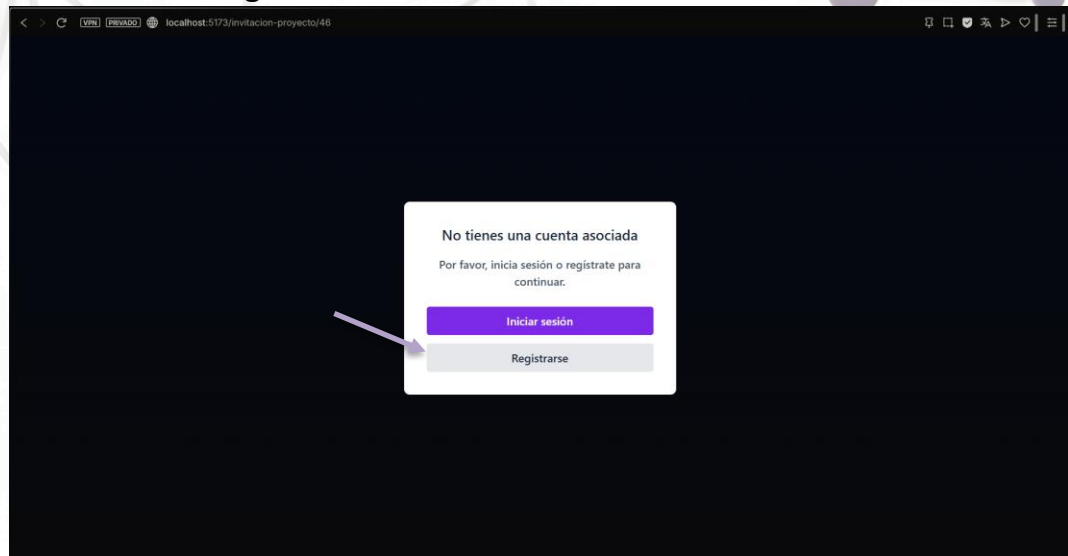 VPN PRIVADO localhost:5173/invitacion-proyecto/46
No tienes una cuenta asociada
Por favor, inicia sesión o regístrate para
continuar.
Iniciar sesión
Registrarse